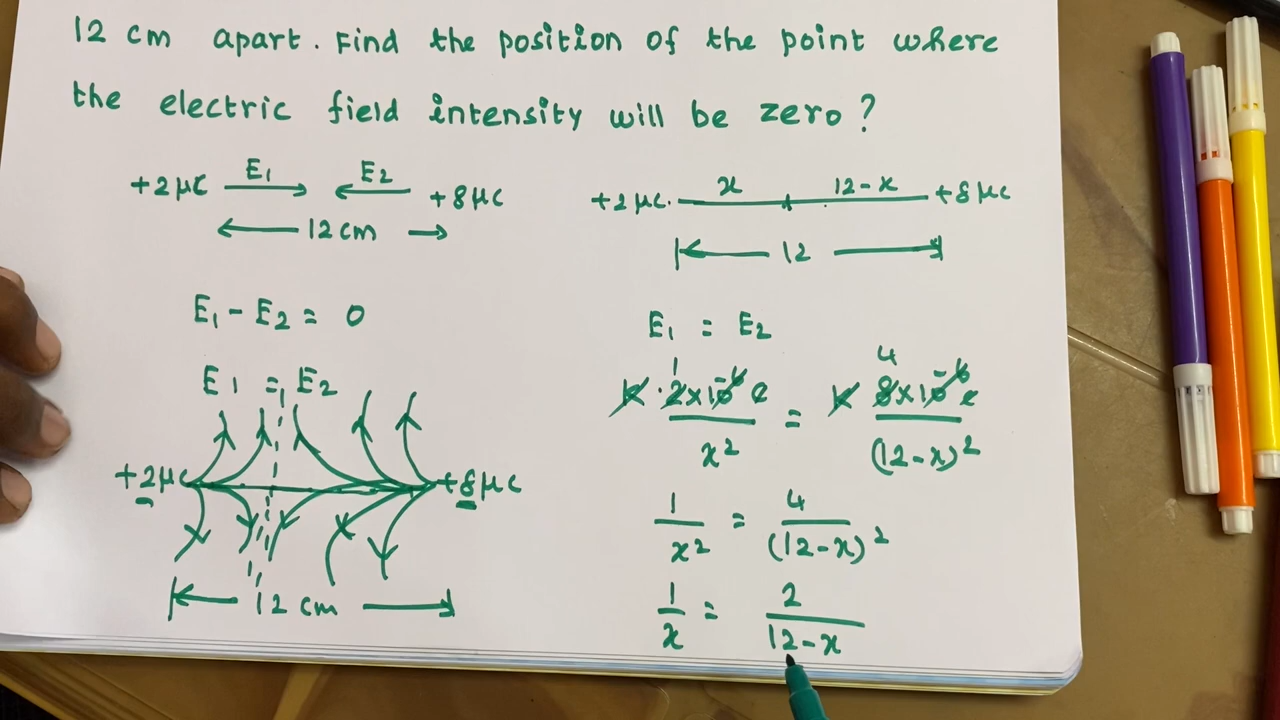 12 cm apart. Find the position of the point where
the electric field intensity will be zero?
+2μC E₁ E₂ +8μC
12 cm
E₁ - E₂ = 0
E₁ = E₂
+2μC +8μC
12 cm
+2μC. x 12-x +8μC
12
E₁ = E₂
1 4
K · 2×10⁻⁶ c = K 8×10⁻⁶ c
x² (12-x)²
1 = 4
x² (12-x)²
1 = 2
x 12-x